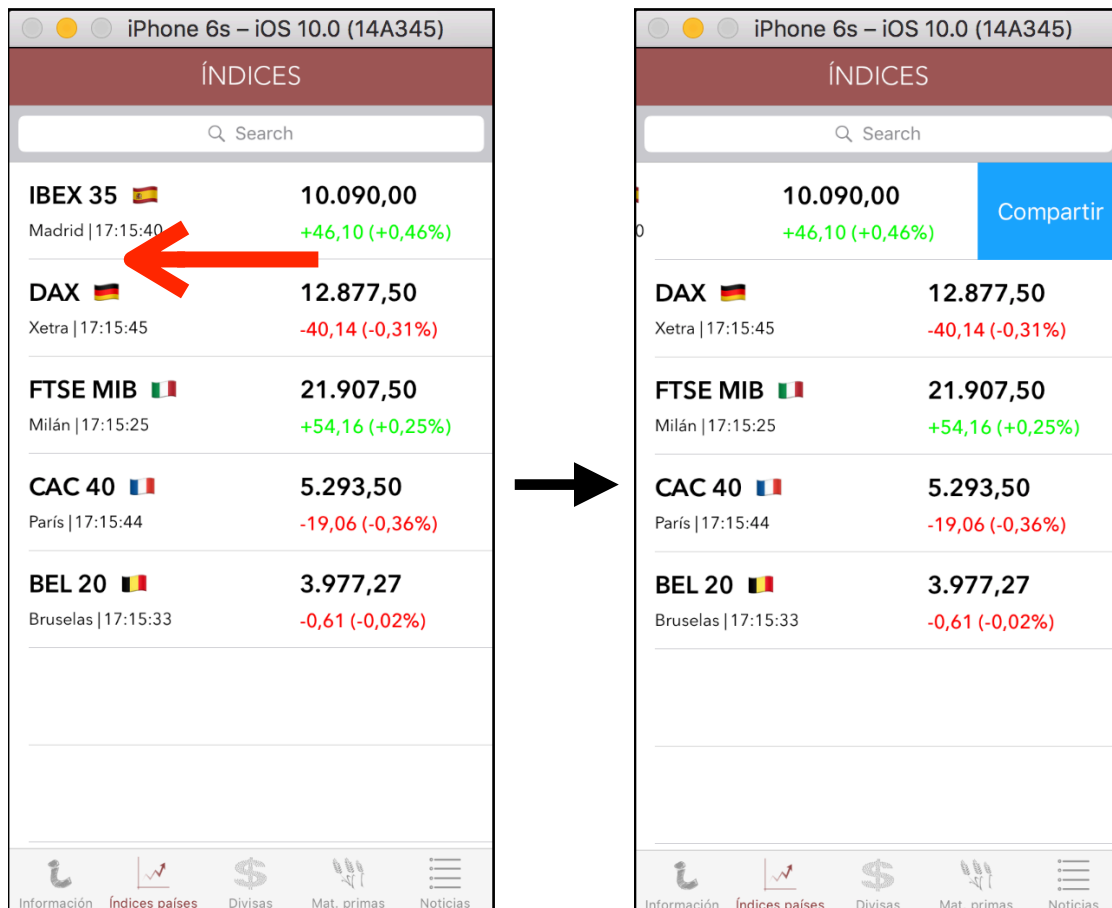 iPhone 6s – iOS 10.0 (14A345)
ÍNDICES
Search
IBEX 35
10.090,00
Madrid | 17:15:40
+46,10 (+0,46%)
DAX
12.877,50
Xetra | 17:15:45
-40,14 (-0,31%)
FTSE MIB
21.907,50
Milán | 17:15:25
+54,16 (+0,25%)
CAC 40
5.293,50
París | 17:15:44
-19,06 (-0,36%)
BEL 20
3.977,27
Bruselas | 17:15:33
-0,61 (-0,02%)
Información Índices países Divisas Mat. primas Noticias
iPhone 6s – iOS 10.0 (14A345)
ÍNDICES
Search
10.090,00
Compartir
0
+46,10 (+0,46%)
DAX
12.877,50
Xetra | 17:15:45
-40,14 (-0,31%)
FTSE MIB
21.907,50
Milán | 17:15:25
+54,16 (+0,25%)
CAC 40
5.293,50
París | 17:15:44
-19,06 (-0,36%)
BEL 20
3.977,27
Bruselas | 17:15:33
-0,61 (-0,02%)
Información Índices países Divisas Mat. primas Noticias